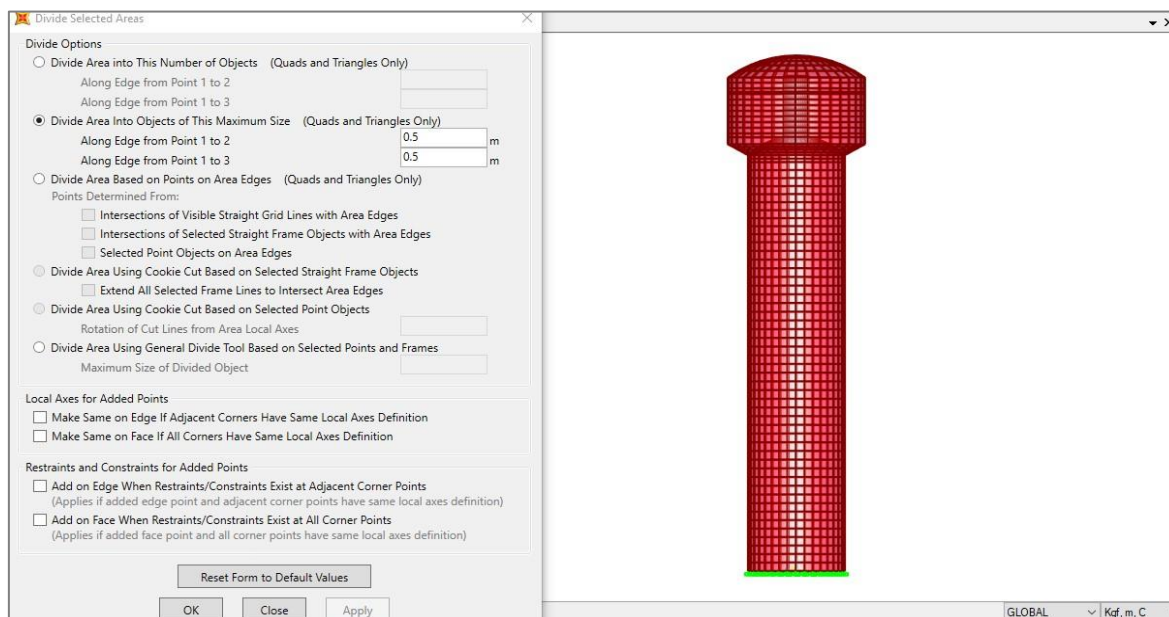 Divide Selected Areas
Divide Options
Divide Area into This Number of Objects (Quads and Triangles Only)
Along Edge from Point 1 to 2
Along Edge from Point 1 to 3
Divide Area Into Objects of This Maximum Size (Quads and Triangles Only)
Along Edge from Point 1 to 2 0.5 m
Along Edge from Point 1 to 3 0.5 m
Divide Area Based on Points on Area Edges (Quads and Triangles Only)
Points Determined From:
Intersections of Visible Straight Grid Lines with Area Edges
Intersections of Selected Straight Frame Objects with Area Edges
Selected Point Objects on Area Edges
Divide Area Using Cookie Cut Based on Selected Straight Frame Objects
Extend All Selected Frame Lines to Intersect Area Edges
Divide Area Using Cookie Cut Based on Selected Point Objects
Rotation of Cut Lines from Area Local Axes
Divide Area Using General Divide Tool Based on Selected Points and Frames
Maximum Size of Divided Object
Local Axes for Added Points
Make Same on Edge If Adjacent Corners Have Same Local Axes Definition
Make Same on Face If All Corners Have Same Local Axes Definition
Restraints and Constraints for Added Points
Add on Edge When Restraints/Constraints Exist at Adjacent Corner Points
(Applies if added edge point and adjacent corner points have same local axes definition)
Add on Face When Restraints/Constraints Exist at All Corner Points
(Applies if added face point and all corner points have same local axes definition)
Reset Form to Default Values
OK Close Apply
GLOBAL Kgf, m, C